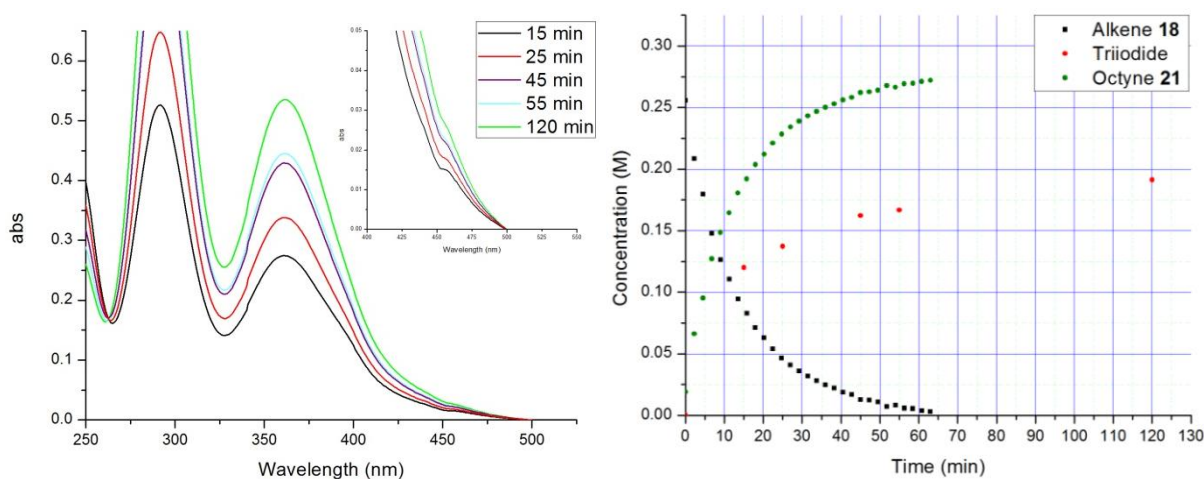 0.6
0.5
0.4
0.3
0.2
0.1
0.0
abs
250
300
350
400
450
500
Wavelength (nm)
0.05
0.04
0.03
0.02
0.01
0.00
abs
400
425
450
475
500
525
550
Wavelength (nm)
15 min
25 min
45 min
55 min
120 min
0.30
0.25
0.20
0.15
0.10
0.05
0.00
Concentration (M)
0 10 20 30 40 50 60 70 80 90 100 110 120 130
Time (min)
Alkene 18
Triiodide
Octyne 21